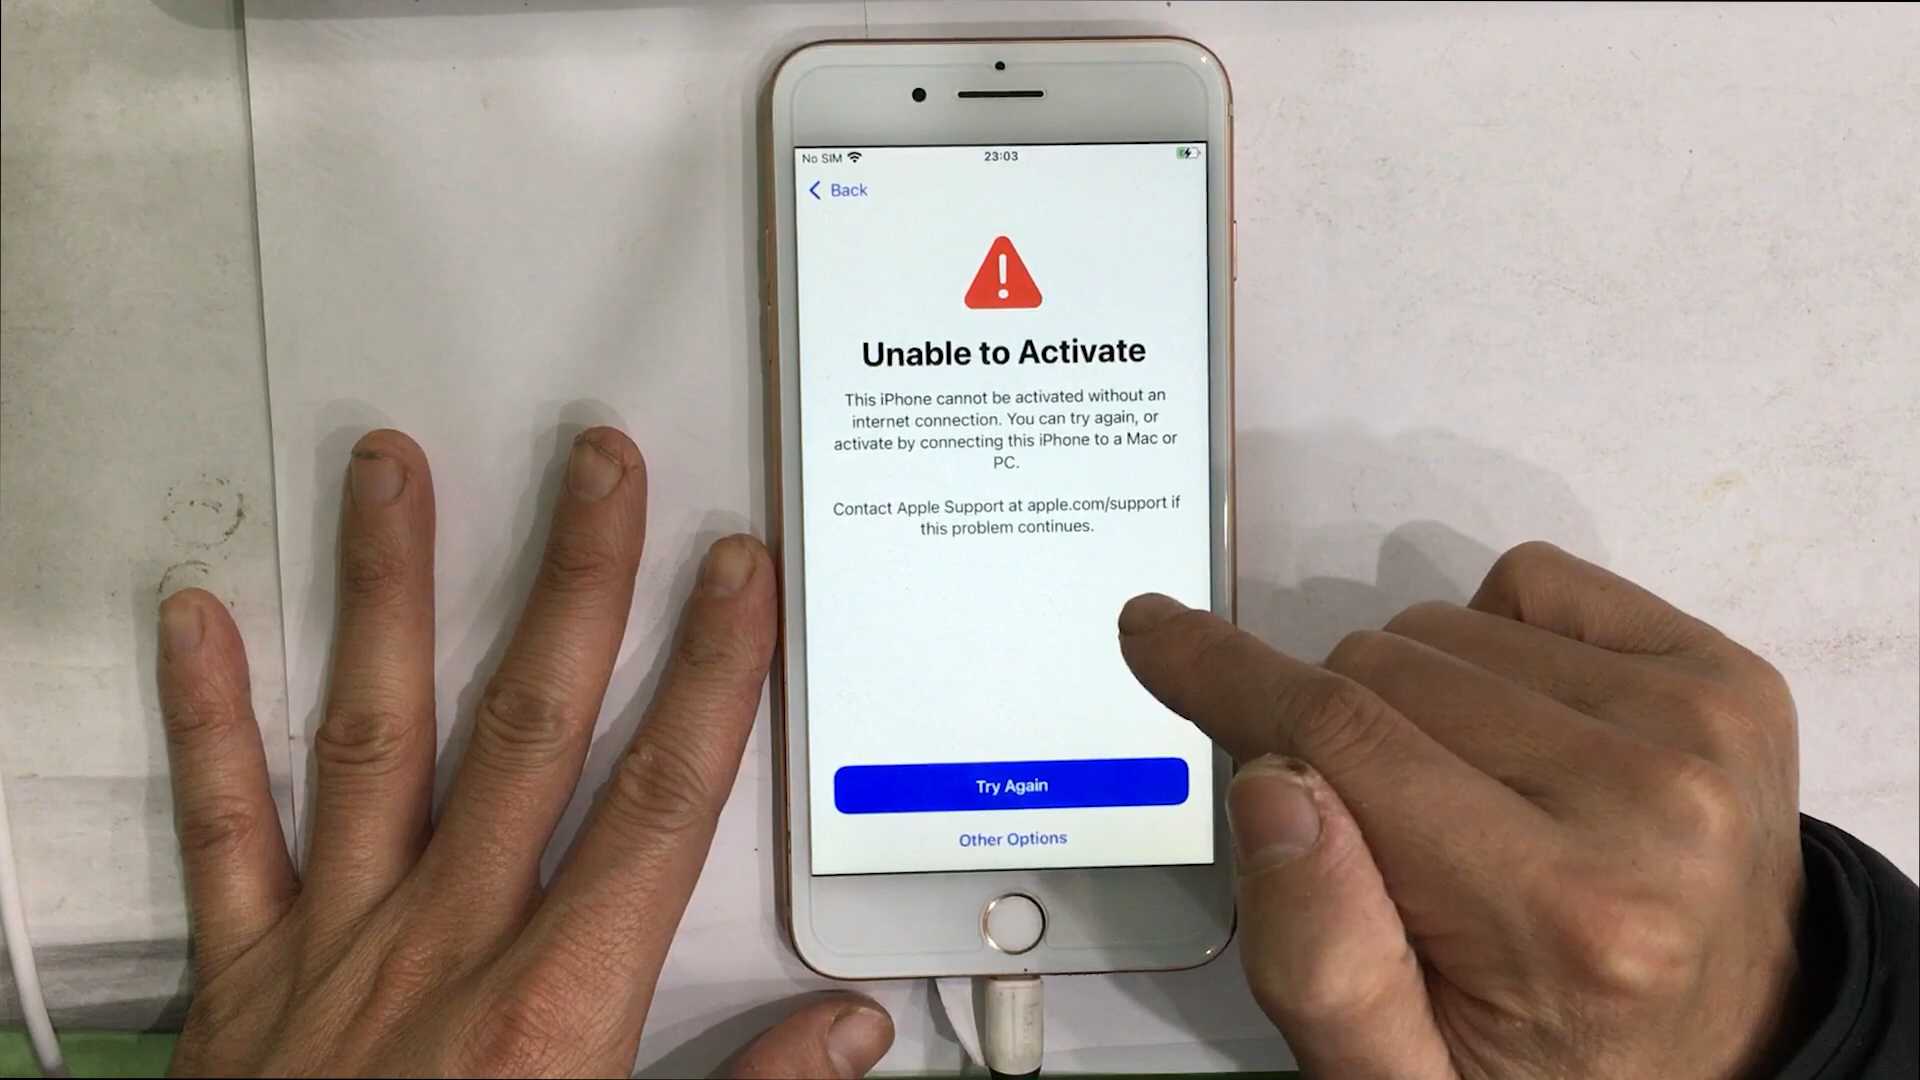 No SIM 23:03
Back
Unable to Activate
This iPhone cannot be activated without an
internet connection. You can try again, or
activate by connecting this iPhone to a Mac or
PC.
Contact Apple Support at apple.com/support if
this problem continues.
Try Again
Other Options